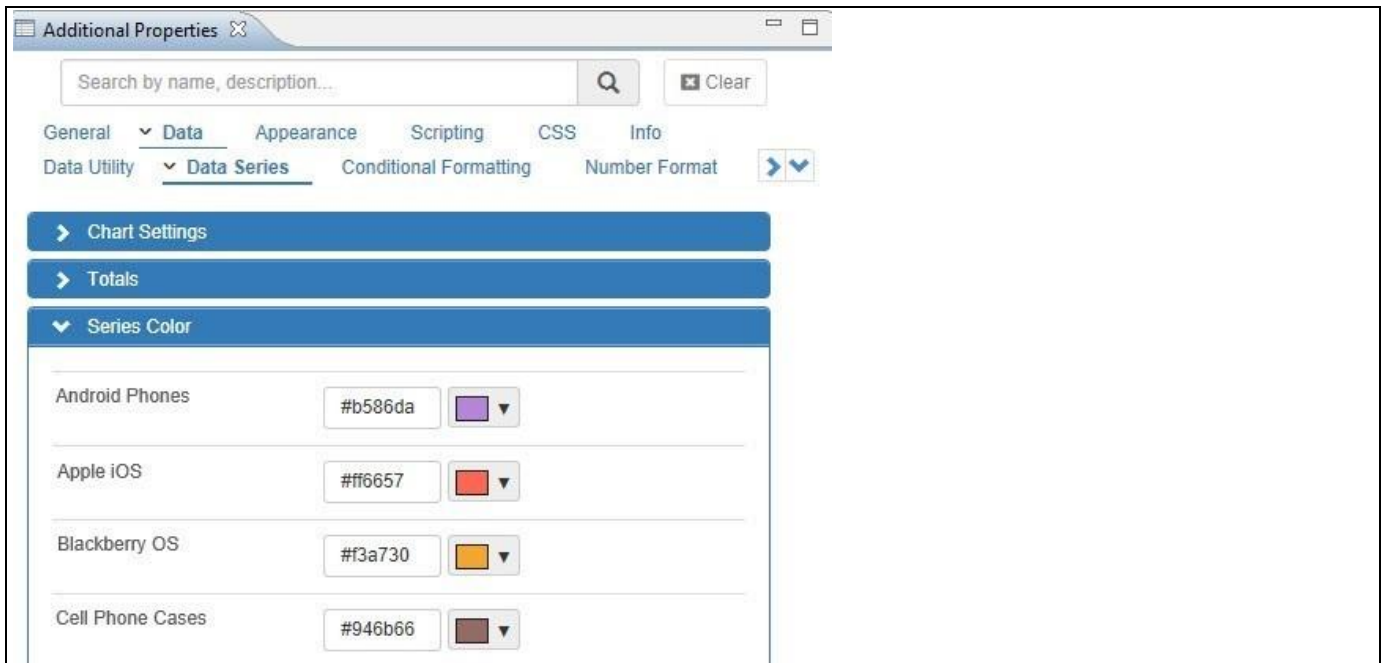 Additional Properties
Search by name, description...
Clear
General Data Appearance Scripting CSS Info
Data Utility Data Series Conditional Formatting Number Format
Chart Settings
Totals
Series Color
Android Phones #b586da
Apple iOS #ff6657
Blackberry OS #f3a730
Cell Phone Cases #946b66